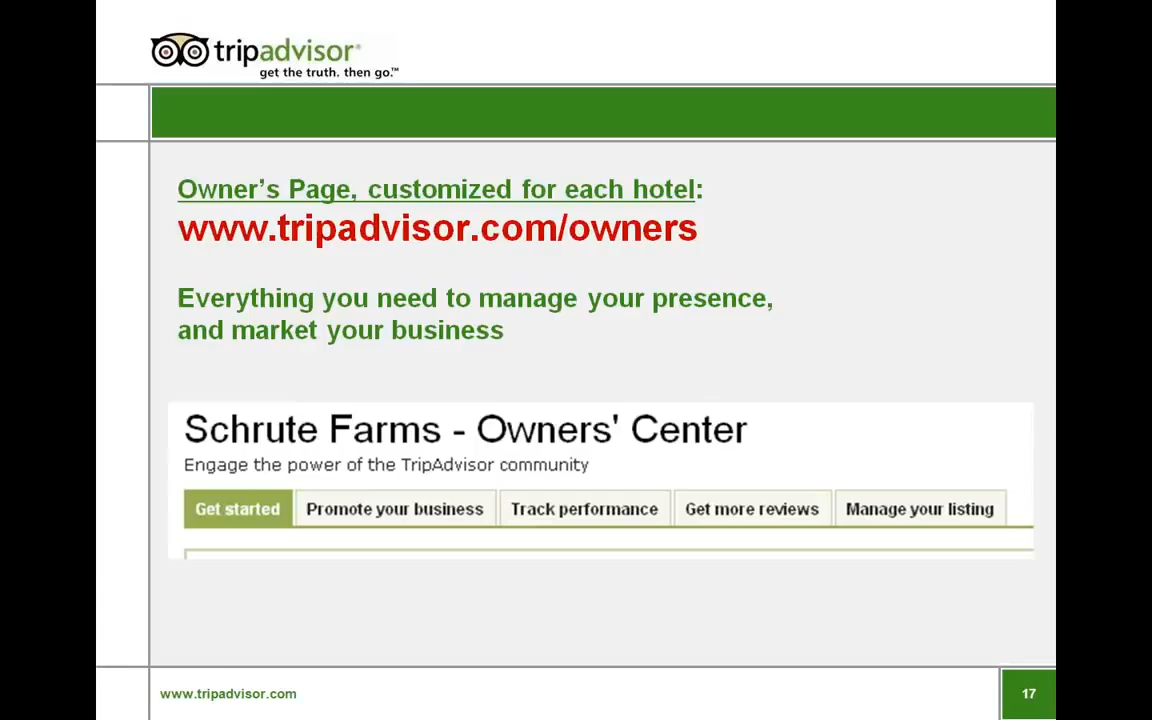 tripadvisor®
get the truth. then go.™
Owner's Page, customized for each hotel:
www.tripadvisor.com/owners
Everything you need to manage your presence,
and market your business
Schrute Farms - Owners' Center
Engage the power of the TripAdvisor community
Get started Promote your business Track performance Get more reviews Manage your listing
www.tripadvisor.com 17